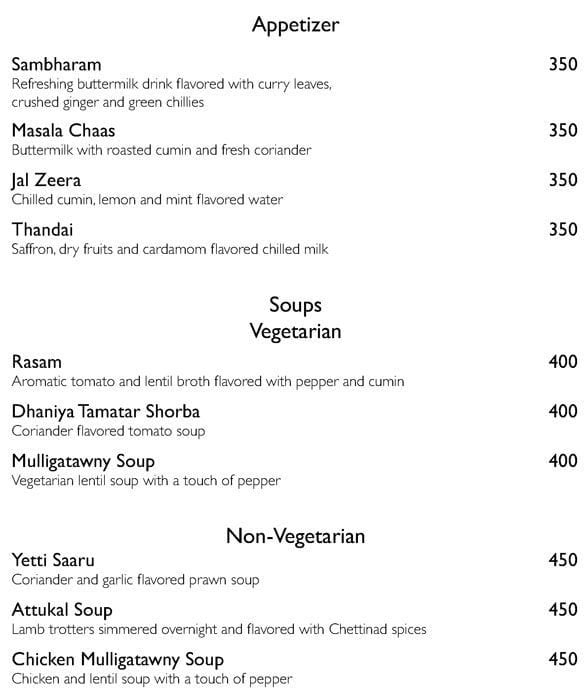 Appetizer
Sambharam 350
Refreshing buttermilk drink flavored with curry leaves,
crushed ginger and green chillies
Masala Chaas 350
Buttermilk with roasted cumin and fresh coriander
Jal Zeera 350
Chilled cumin, lemon and mint flavored water
Thandai 350
Saffron, dry fruits and cardamom flavored chilled milk
Soups
Vegetarian
Rasam 400
Aromatic tomato and lentil broth flavored with pepper and cumin
Dhaniya Tamatar Shorba 400
Coriander flavored tomato soup
Mulligatawny Soup 400
Vegetarian lentil soup with a touch of pepper
Non-Vegetarian
Yetti Saaru 450
Coriander and garlic flavored prawn soup
Attukal Soup 450
Lamb trotters simmered overnight and flavored with Chettinad spices
Chicken Mulligatawny Soup 450
Chicken and lentil soup with a touch of pepper